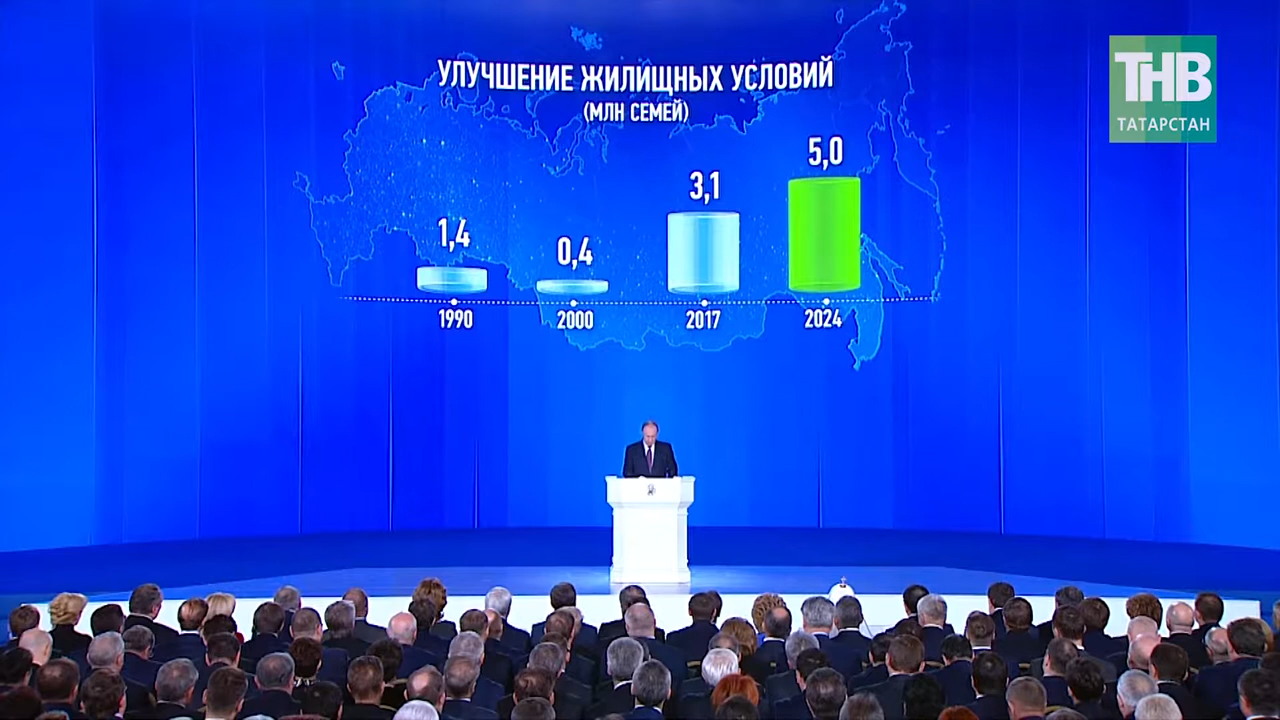 УЛУЧШЕНИЕ ЖИЛИЩНЫХ УСЛОВИЙ
(МЛН СЕМЕЙ)
1,4
0,4
3,1
5,0
1990
2000
2017
2024
ТНВ
ТАТАРСТАН